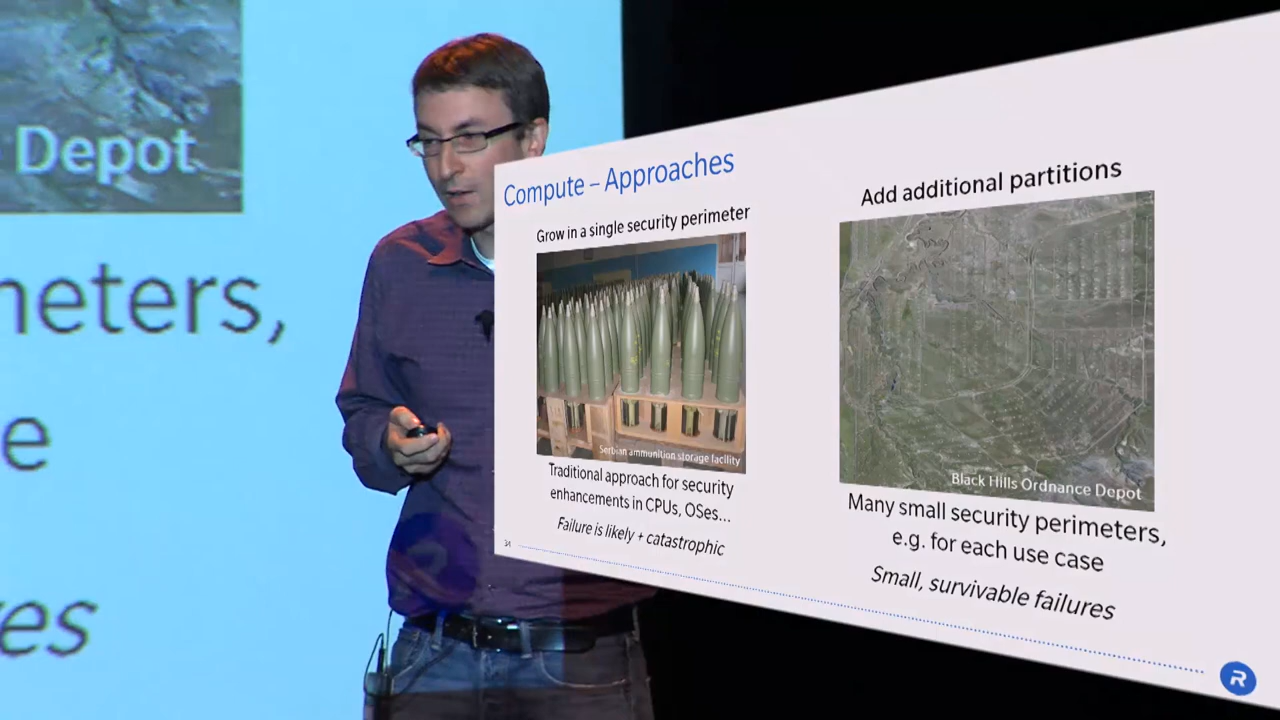 Depot
neters,
e
es
Compute – Approaches
Grow in a single security perimeter
Serbian ammunition storage facility
Traditional approach for security
enhancements in CPUs, OSes...
Failure is likely + catastrophic
Add additional partitions
Black Hills Ordnance Depot
Many small security perimeters,
e.g. for each use case
Small, survivable failures
34
R